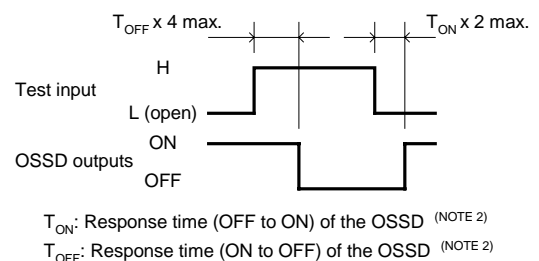 T_OFF x 4 max. T_ON x 2 max.
H
Test input
L (open)
ON
OSSD outputs
OFF
T_ON: Response time (OFF to ON) of the OSSD (NOTE 2)
T_OFF: Response time (ON to OFF) of the OSSD (NOTE 2)